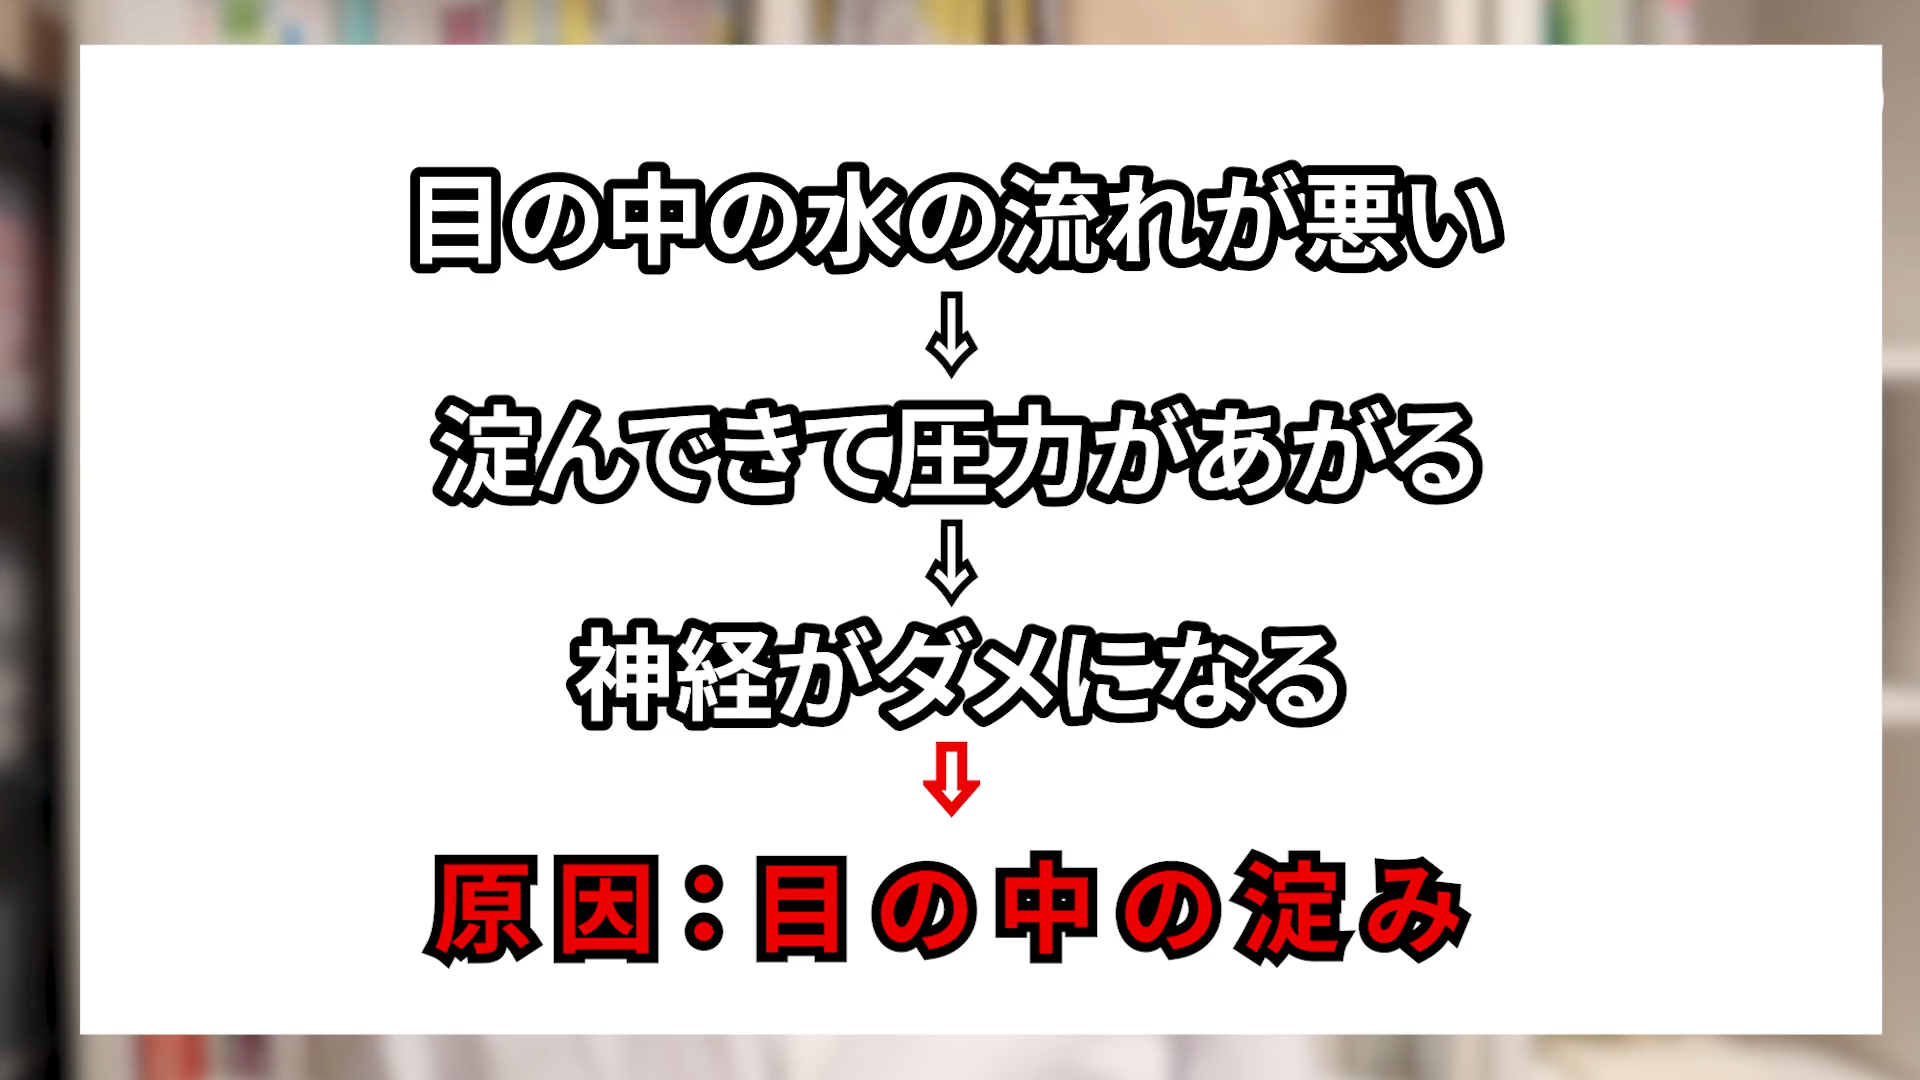 目の中の水の流れが悪い
⇩
淀んできて圧力があがる
⇩
神経がダメになる
⇩
原因：目の中の淀み